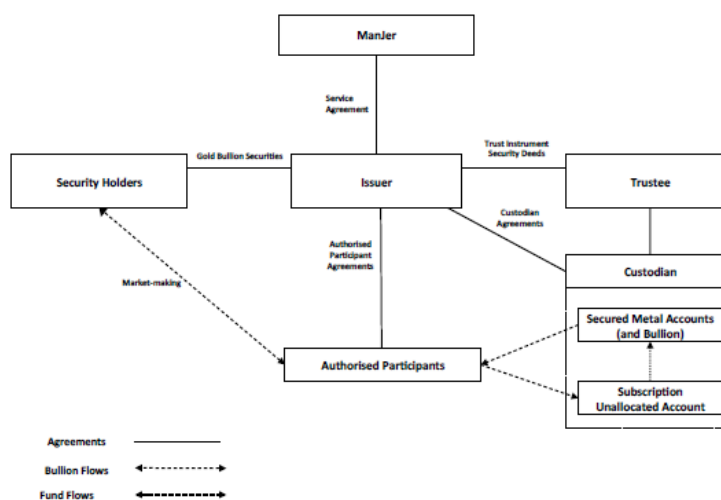 ManJer
Service
Agreement
Gold Bullion Securities
Trust Instrument
Security Deeds
Security Holders
Issuer
Trustee
Custodian
Agreements
Authorised
Participant
Agreements
Custodian
Market-making
Secured Metal Accounts
(and Bullion)
Authorised Participants
Subscription
Unallocated Account
Agreements
Bullion Flows
Fund Flows